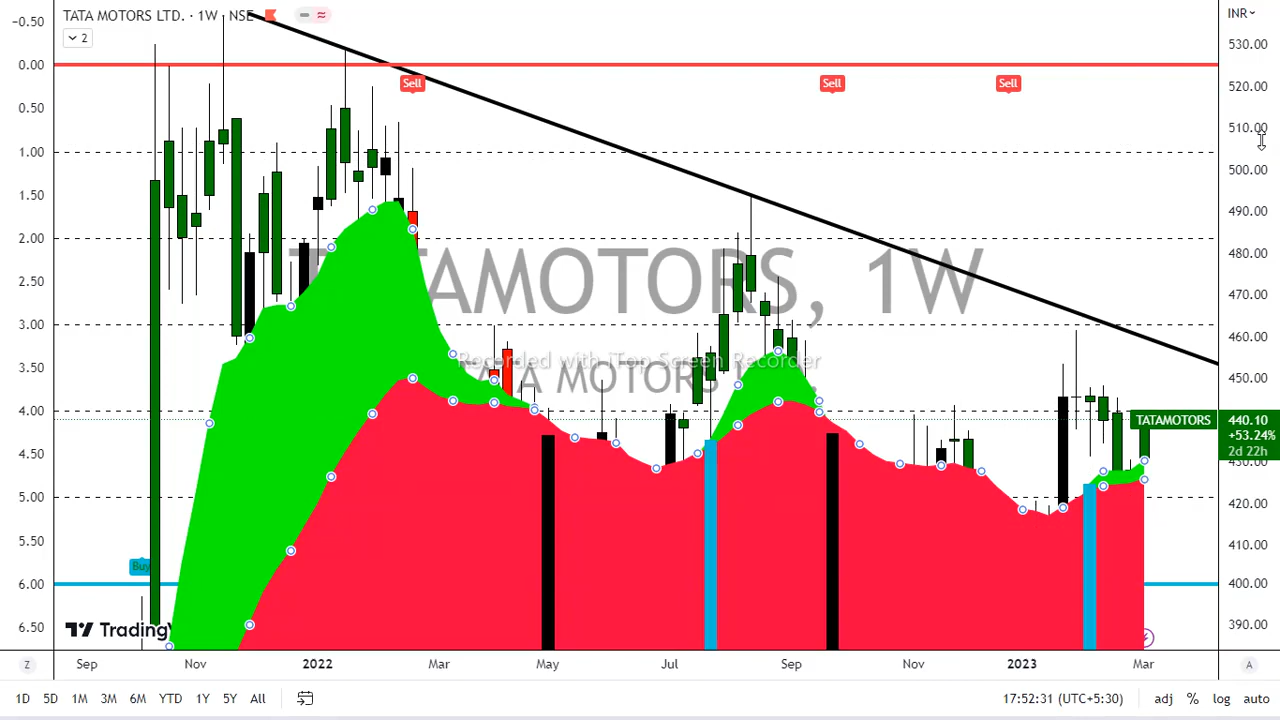 TATA MOTORS LTD. · 1W · NSE
2
INR
−0.50
0.00
0.50
1.00
1.50
2.00
2.50
3.00
3.50
4.00
4.50
5.00
5.50
6.00
6.50
Sell
Sell
Sell
TATAMOTORS, 1W
Recorded with iTop Screen Recorder
TATA MOTORS
Buy
TradingV
530.00
520.00
510.00
500.00
490.00
480.00
470.00
460.00
450.00
TATAMOTORS
440.10
+53.24%
2d 22h
430.00
420.00
410.00
400.00
390.00
Z
Sep
Nov
2022
Mar
May
Jul
Sep
Nov
2023
Mar
A
1D 5D 1M 3M 6M YTD 1Y 5Y All
17:52:31 (UTC+5:30)
adj % log auto